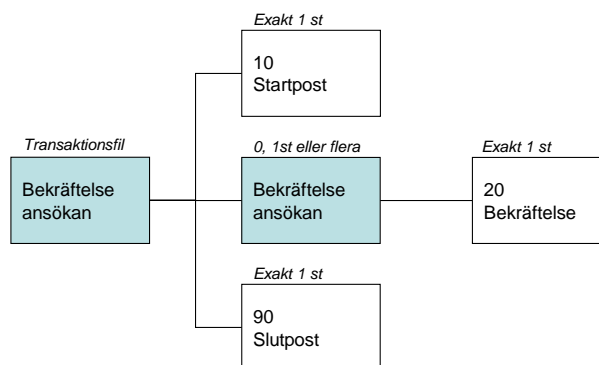 Exakt 1 st
10
Startpost
Transaktionsfil
Bekräftelse
ansökan
0, 1st eller flera
Bekräftelse
ansökan
Exakt 1 st
20
Bekräftelse
Exakt 1 st
90
Slutpost